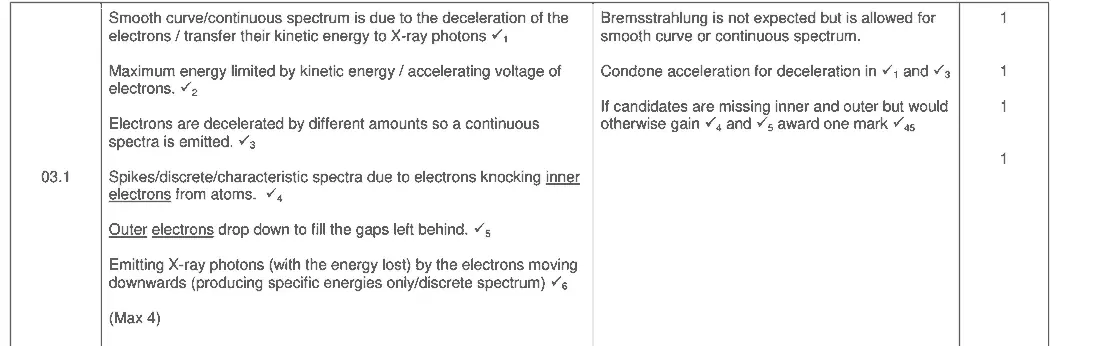 Smooth curve/continuous spectrum is due to the deceleration of the
electrons / transfer their kinetic energy to X-ray photons ✓₁
Maximum energy limited by kinetic energy / accelerating voltage of
electrons. ✓₂
Electrons are decelerated by different amounts so a continuous
spectra is emitted. ✓₃
03.1
Spikes/discrete/characteristic spectra due to electrons knocking inner
electrons from atoms. ✓₄
Outer electrons drop down to fill the gaps left behind. ✓₅
Emitting X-ray photons (with the energy lost) by the electrons moving
downwards (producing specific energies only/discrete spectrum) ✓₆
(Max 4)
Bremsstrahlung is not expected but is allowed for
smooth curve or continuous spectrum.
Condone acceleration for deceleration in ✓₁ and ✓₃
If candidates are missing inner and outer but would
otherwise gain ✓₄ and ✓₅ award one mark ✓₄₅
1
1
1
1